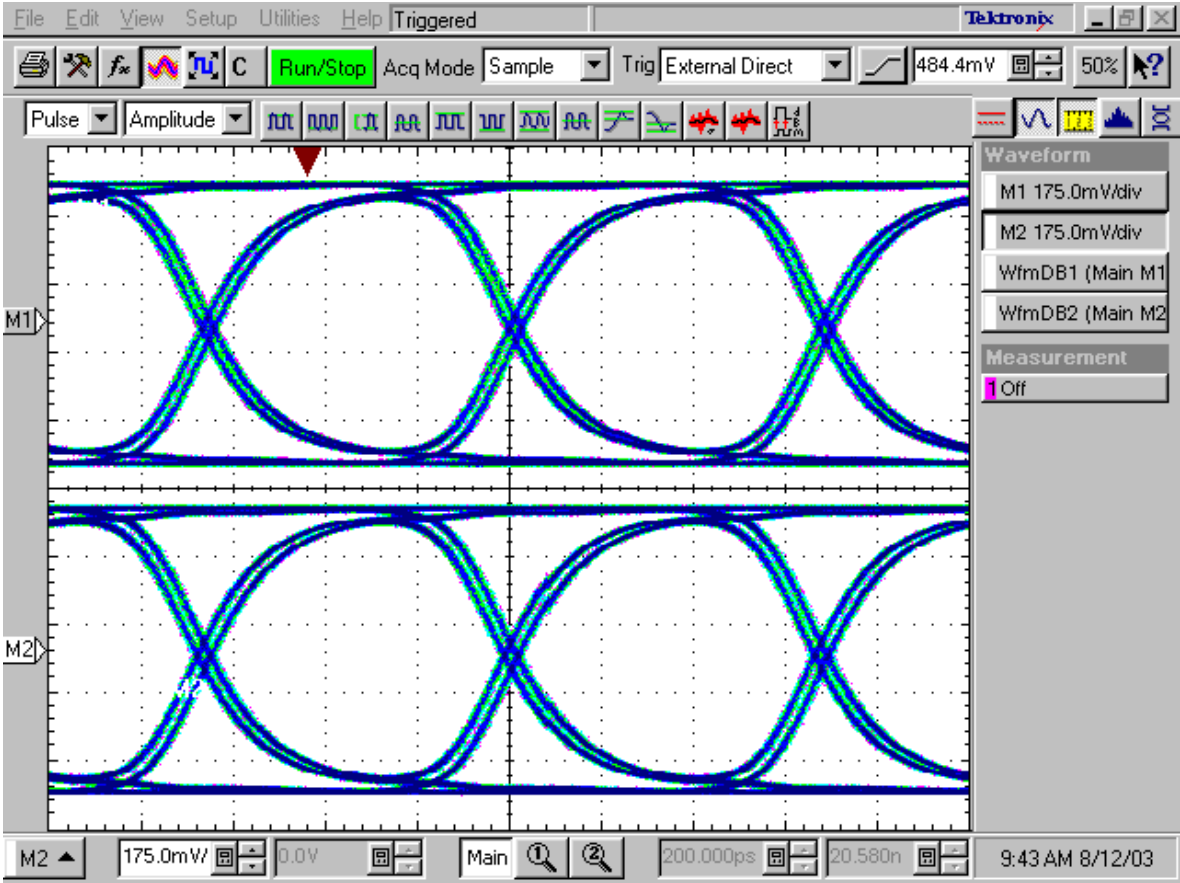 File Edit View Setup Utilities Help Triggered Tektronix
C Run/Stop Acq Mode Sample Trig External Direct 484.4mV 50%
Pulse Amplitude
Waveform
M1 175.0mV/div
M2 175.0mV/div
WfmDB1 (Main M1
WfmDB2 (Main M2
Measurement
1 Off
M1
M2
M2 175.0mV/ 0.0V Main 1 2 200.000ps 20.580n 9:43 AM 8/12/03